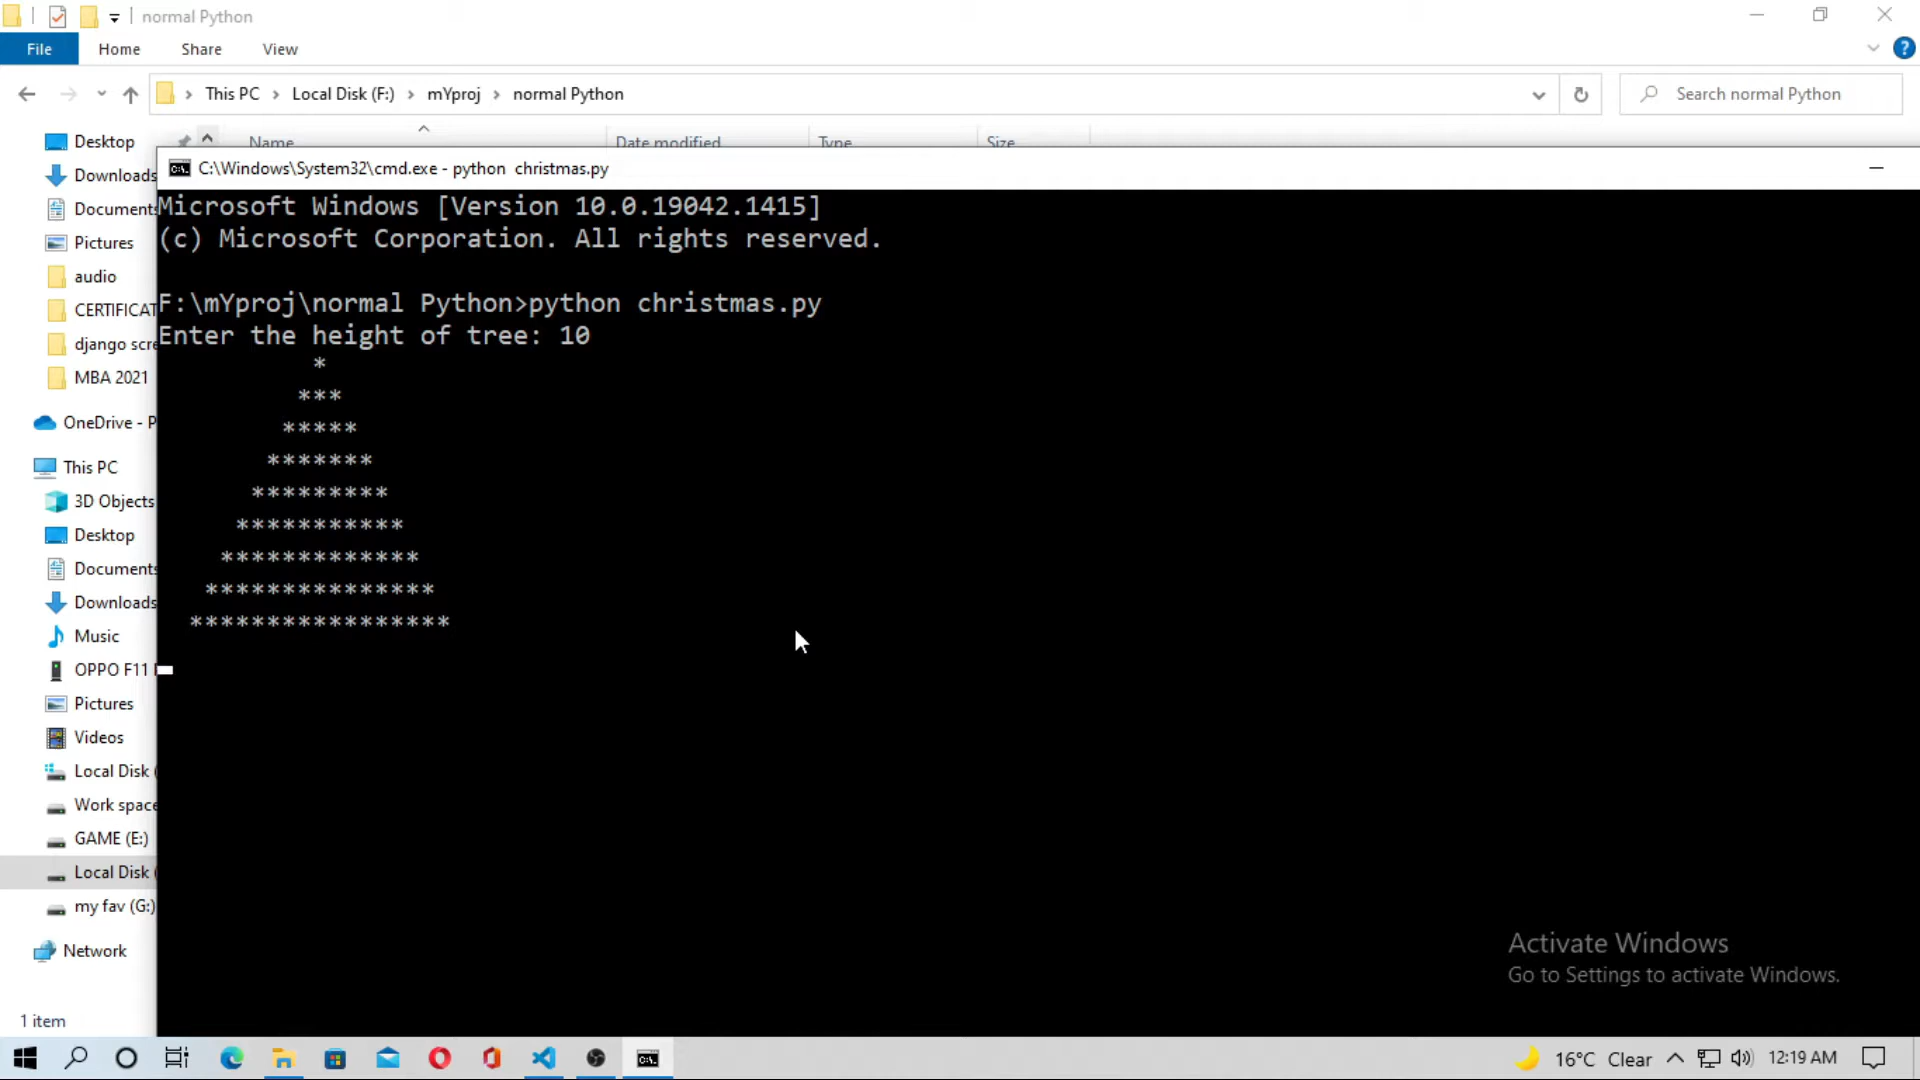 normal Python
File Home Share View
This PC Local Disk (F:) mYproj normal Python
Search normal Python
Name Date modified Type Size
Desktop
Downloads
Document
Pictures
audio
CERTIFICAT
django scre
MBA 2021
OneDrive - P
This PC
3D Objects
Desktop
Document
Downloads
Music
OPPO F11
Pictures
Videos
Local Disk (
Work space
GAME (E:)
Local Disk (
my fav (G:)
Network
1 item
C:\Windows\System32\cmd.exe - python  christmas.py
Microsoft Windows [Version 10.0.19042.1415]
(c) Microsoft Corporation. All rights reserved.
F:\mYproj\normal Python>python christmas.py
Enter the height of tree: 10
*
***
*****
*******
*********
***********
*************
***************
*****************
Activate Windows
Go to Settings to activate Windows.
16°C Clear 12:19 AM